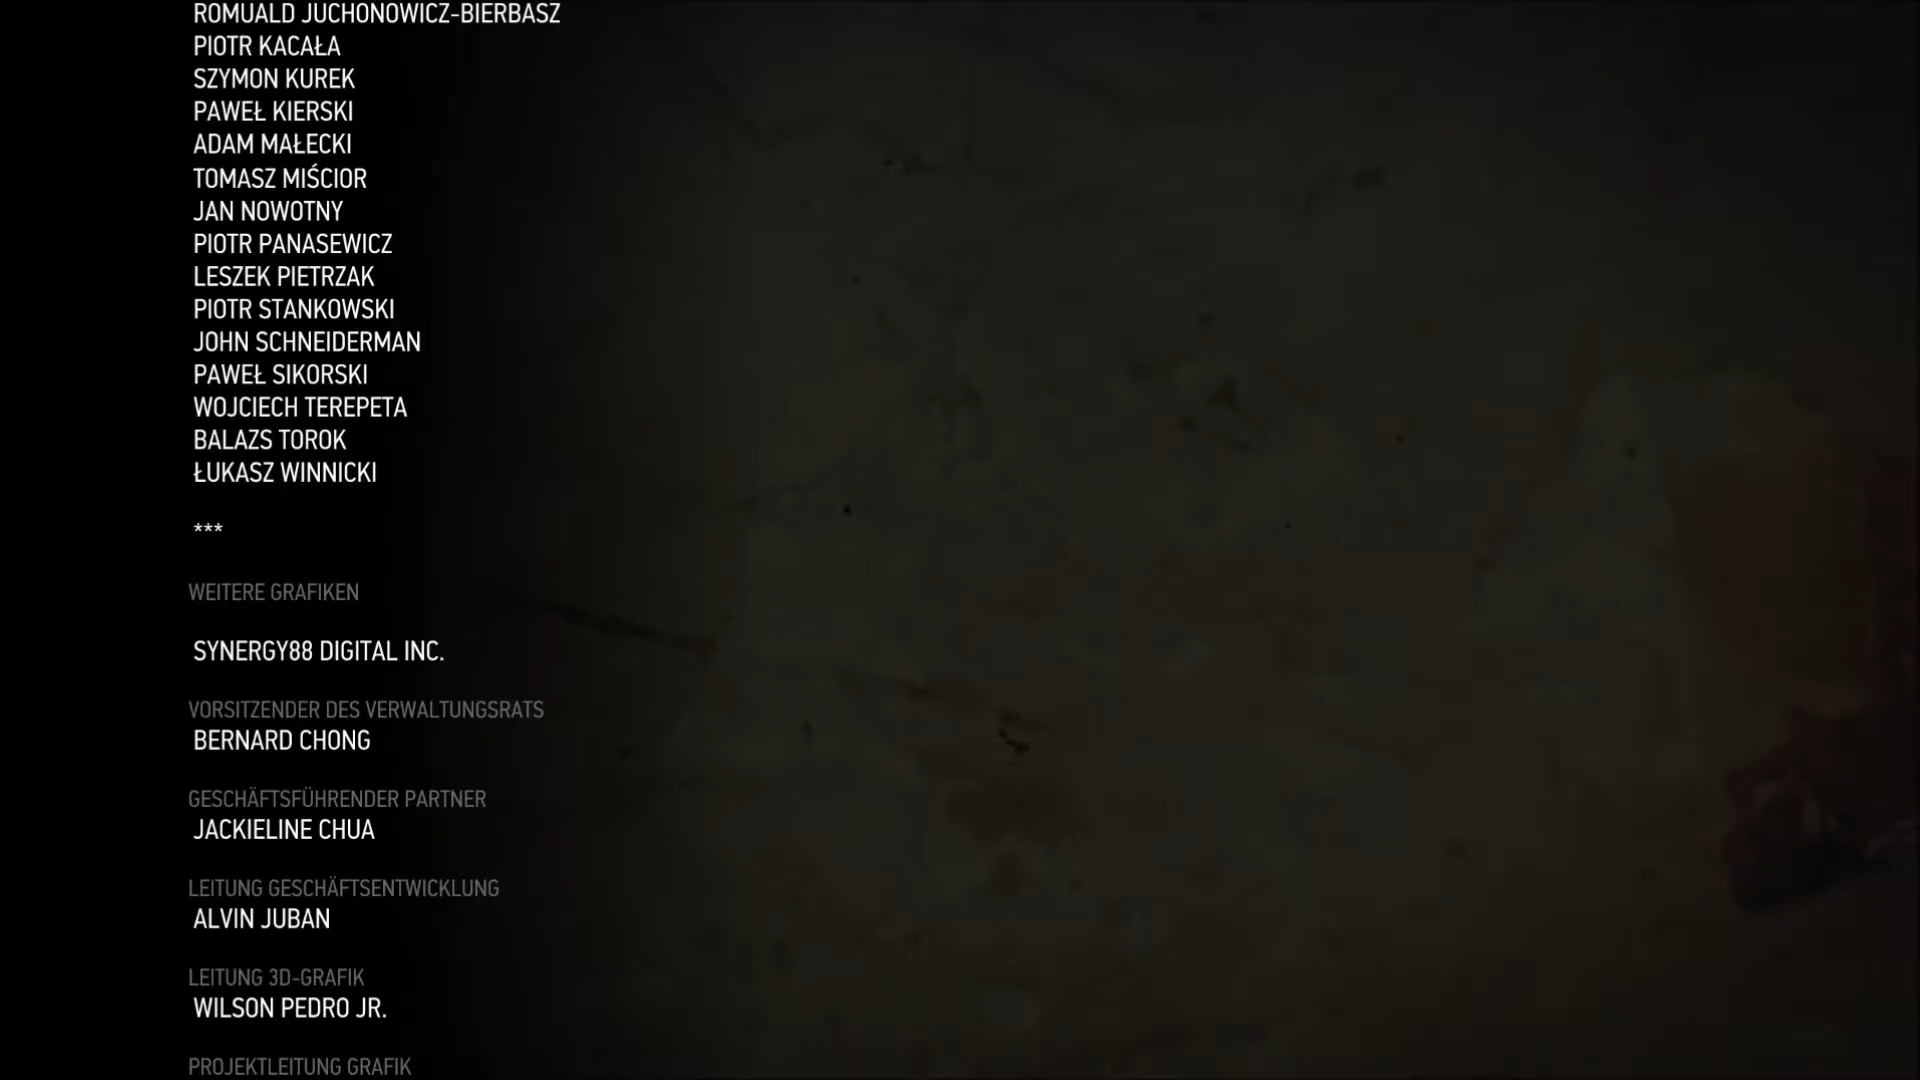 ROMUALD JUCHONOWICZ-BIERBASZ
PIOTR KACAŁA
SZYMON KUREK
PAWEŁ KIERSKI
ADAM MAŁECKI
TOMASZ MIŚCIOR
JAN NOWOTNY
PIOTR PANASEWICZ
LESZEK PIETRZAK
PIOTR STANKOWSKI
JOHN SCHNEIDERMAN
PAWEŁ SIKORSKI
WOJCIECH TEREPETA
BALAZS TOROK
ŁUKASZ WINNICKI
***
WEITERE GRAFIKEN
SYNERGY88 DIGITAL INC.
VORSITZENDER DES VERWALTUNGSRATS
BERNARD CHONG
GESCHÄFTSFÜHRENDER PARTNER
JACKIELINE CHUA
LEITUNG GESCHÄFTSENTWICKLUNG
ALVIN JUBAN
LEITUNG 3D-GRAFIK
WILSON PEDRO JR.
PROJEKTLEITUNG GRAFIK